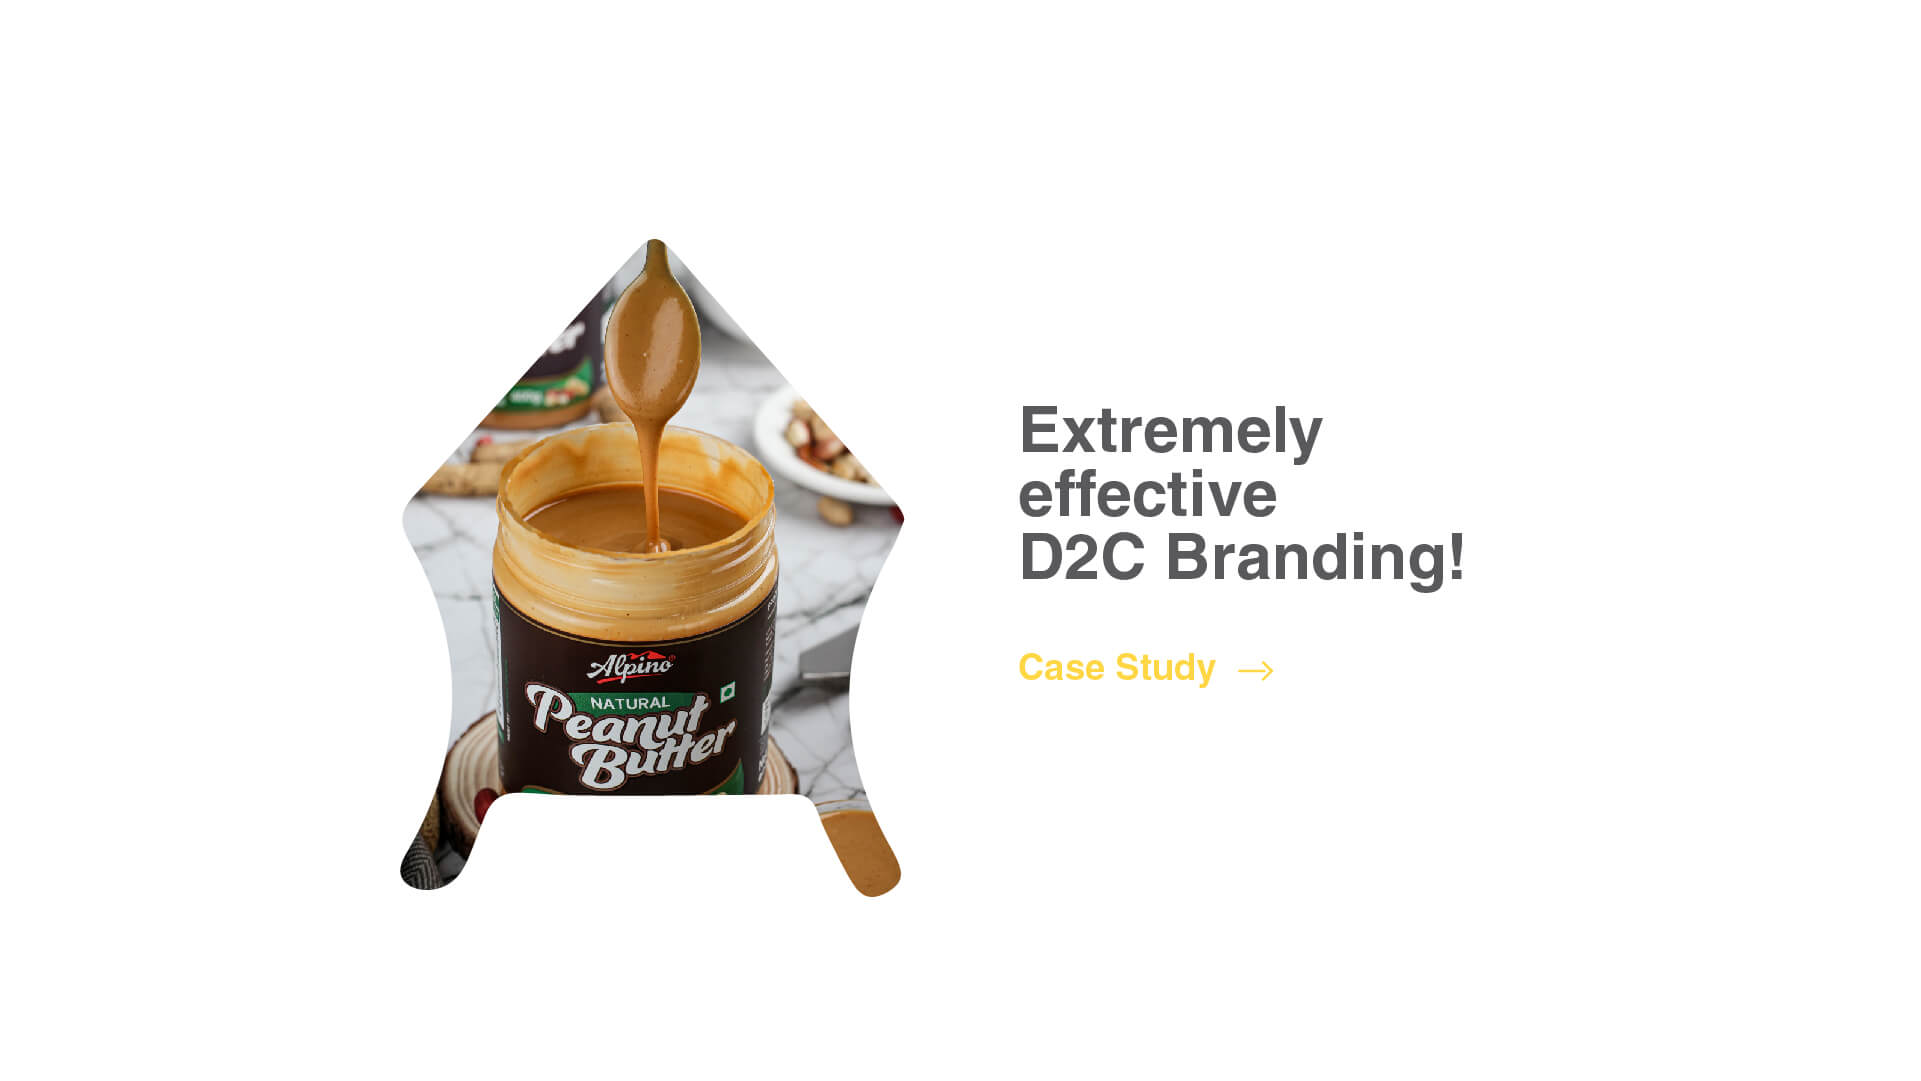 Extremely
effective
D2C Branding!
Case Study →
Alpino
NATURAL
Peanut
Butter